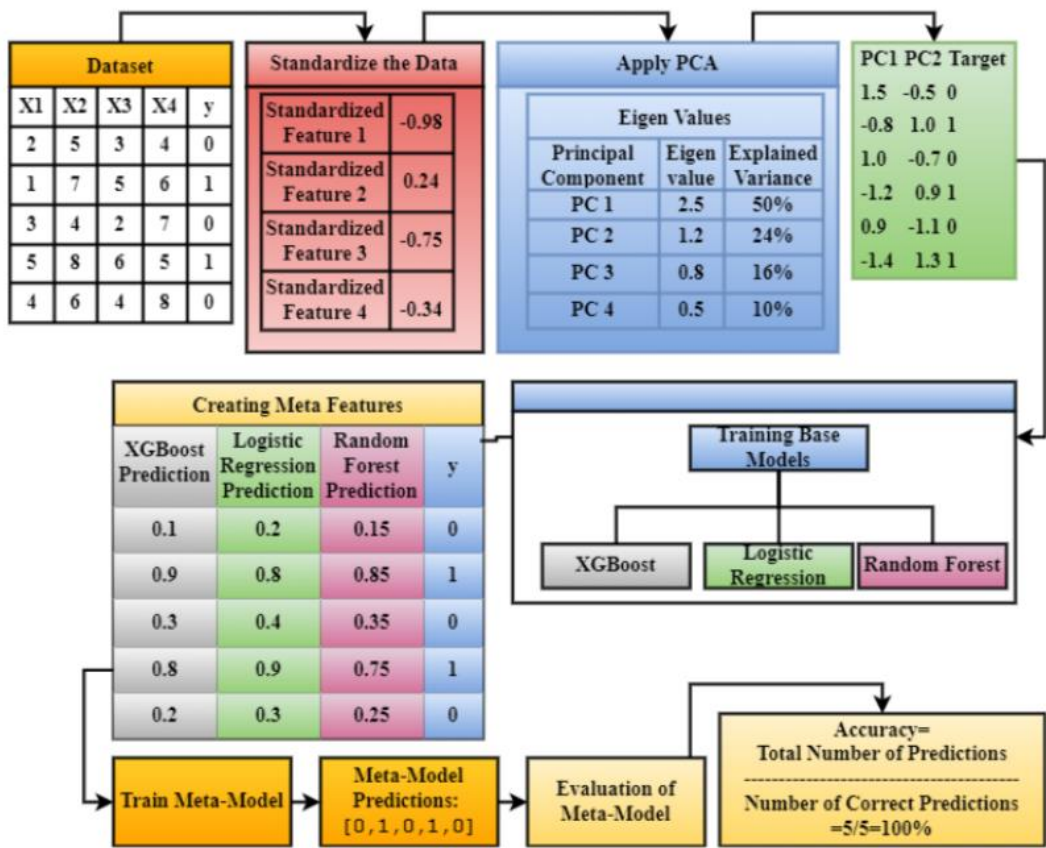 Dataset
X1 X2 X3 X4 y
2 5 3 4 0
1 7 5 6 1
3 4 2 7 0
5 8 6 5 1
4 6 4 8 0
Standardize the Data
Standardized
Feature 1
-0.98
Standardized
Feature 2
0.24
Standardized
Feature 3
-0.75
Standardized
Feature 4
-0.34
Apply PCA
Eigen Values
Principal
Component
Eigen
value
Explained
Variance
PC 1 2.5 50%
PC 2 1.2 24%
PC 3 0.8 16%
PC 4 0.5 10%
PC1 PC2 Target
1.5 -0.5 0
-0.8 1.0 1
1.0 -0.7 0
-1.2 0.9 1
0.9 -1.1 0
-1.4 1.3 1
Training Base
Models
XGBoost
Logistic
Regression
Random Forest
Creating Meta Features
XGBoost
Prediction
Logistic
Regression
Prediction
Random
Forest
Prediction
y
0.1 0.2 0.15 0
0.9 0.8 0.85 1
0.3 0.4 0.35 0
0.8 0.9 0.75 1
0.2 0.3 0.25 0
Train Meta-Model
Meta-Model
Predictions:
[0,1,0,1,0]
Evaluation of
Meta-Model
Accuracy=
Total Number of Predictions
Number of Correct Predictions
=5/5=100%